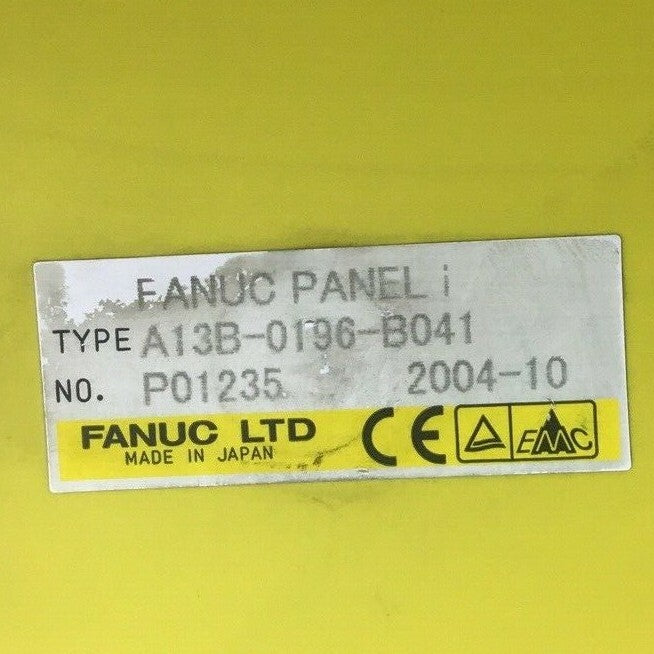 FANUC PANEL i
TYPE A13B-0196-B041
NO. P01235 2004-10
FANUC LTD CE EMC
MADE IN JAPAN